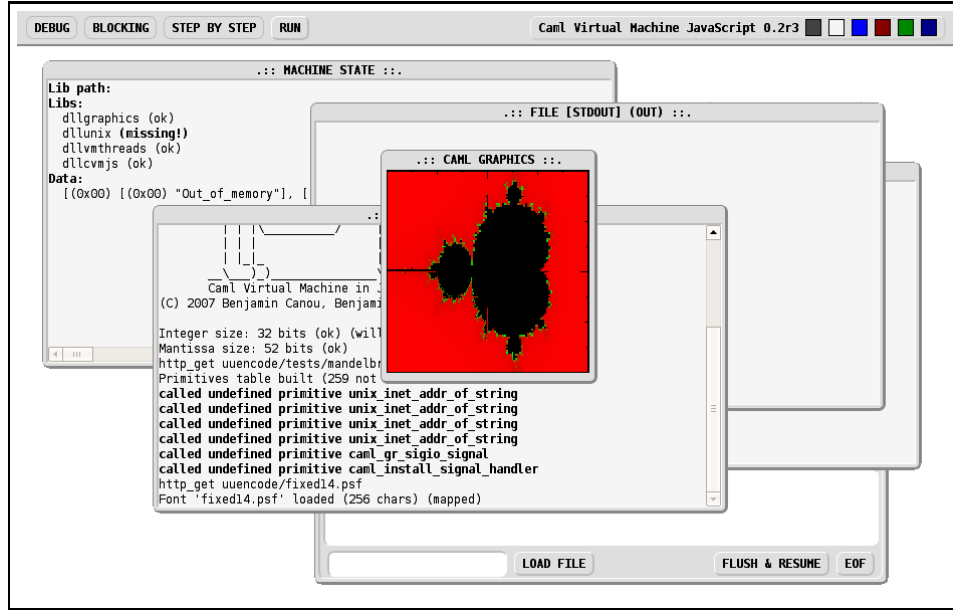 DEBUG BLOCKING STEP BY STEP RUN Caml Virtual Machine JavaScript 0.2r3
.:: MACHINE STATE ::.
Lib path:
Libs:
dllgraphics (ok)
dllunix (missing!)
dllvmthreads (ok)
dllcvmjs (ok)
Data:
[(0x00) [(0x00) "Out_of_memory"], [
.:: FILE [STDOUT] (OUT) ::.
.:: CAML GRAPHICS ::.
.:
Caml Virtual Machine in J
(C) 2007 Benjamin Canou, Benjami
Integer size: 32 bits (ok) (will
Mantissa size: 52 bits (ok)
http_get uuencode/tests/mandelbr
Primitives table built (259 not
called undefined primitive unix_inet_addr_of_string
called undefined primitive unix_inet_addr_of_string
called undefined primitive unix_inet_addr_of_string
called undefined primitive unix_inet_addr_of_string
called undefined primitive caml_gr_sigio_signal
called undefined primitive caml_install_signal_handler
http_get uuencode/fixed14.psf
Font 'fixed14.psf' loaded (256 chars) (mapped)
LOAD FILE FLUSH & RESUME EOF